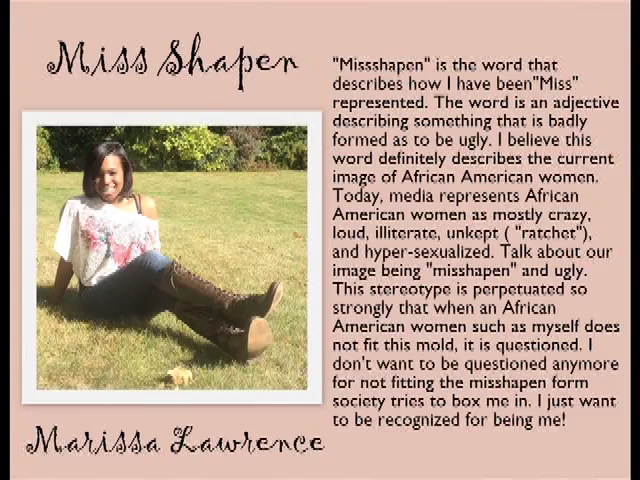 Miss Shapen
"Missshapen" is the word that
describes how I have been"Miss"
represented. The word is an adjective
describing something that is badly
formed as to be ugly. I believe this
word definitely describes the current
image of African American women.
Today, media represents African
American women as mostly crazy,
loud, illiterate, unkept ( "ratchet"),
and hyper-sexualized. Talk about our
image being "misshapen" and ugly.
This stereotype is perpetuated so
strongly that when an African
American women such as myself does
not fit this mold, it is questioned. I
don't want to be questioned anymore
for not fitting the misshapen form
society tries to box me in. I just want
to be recognized for being me!
Marissa Lawrence